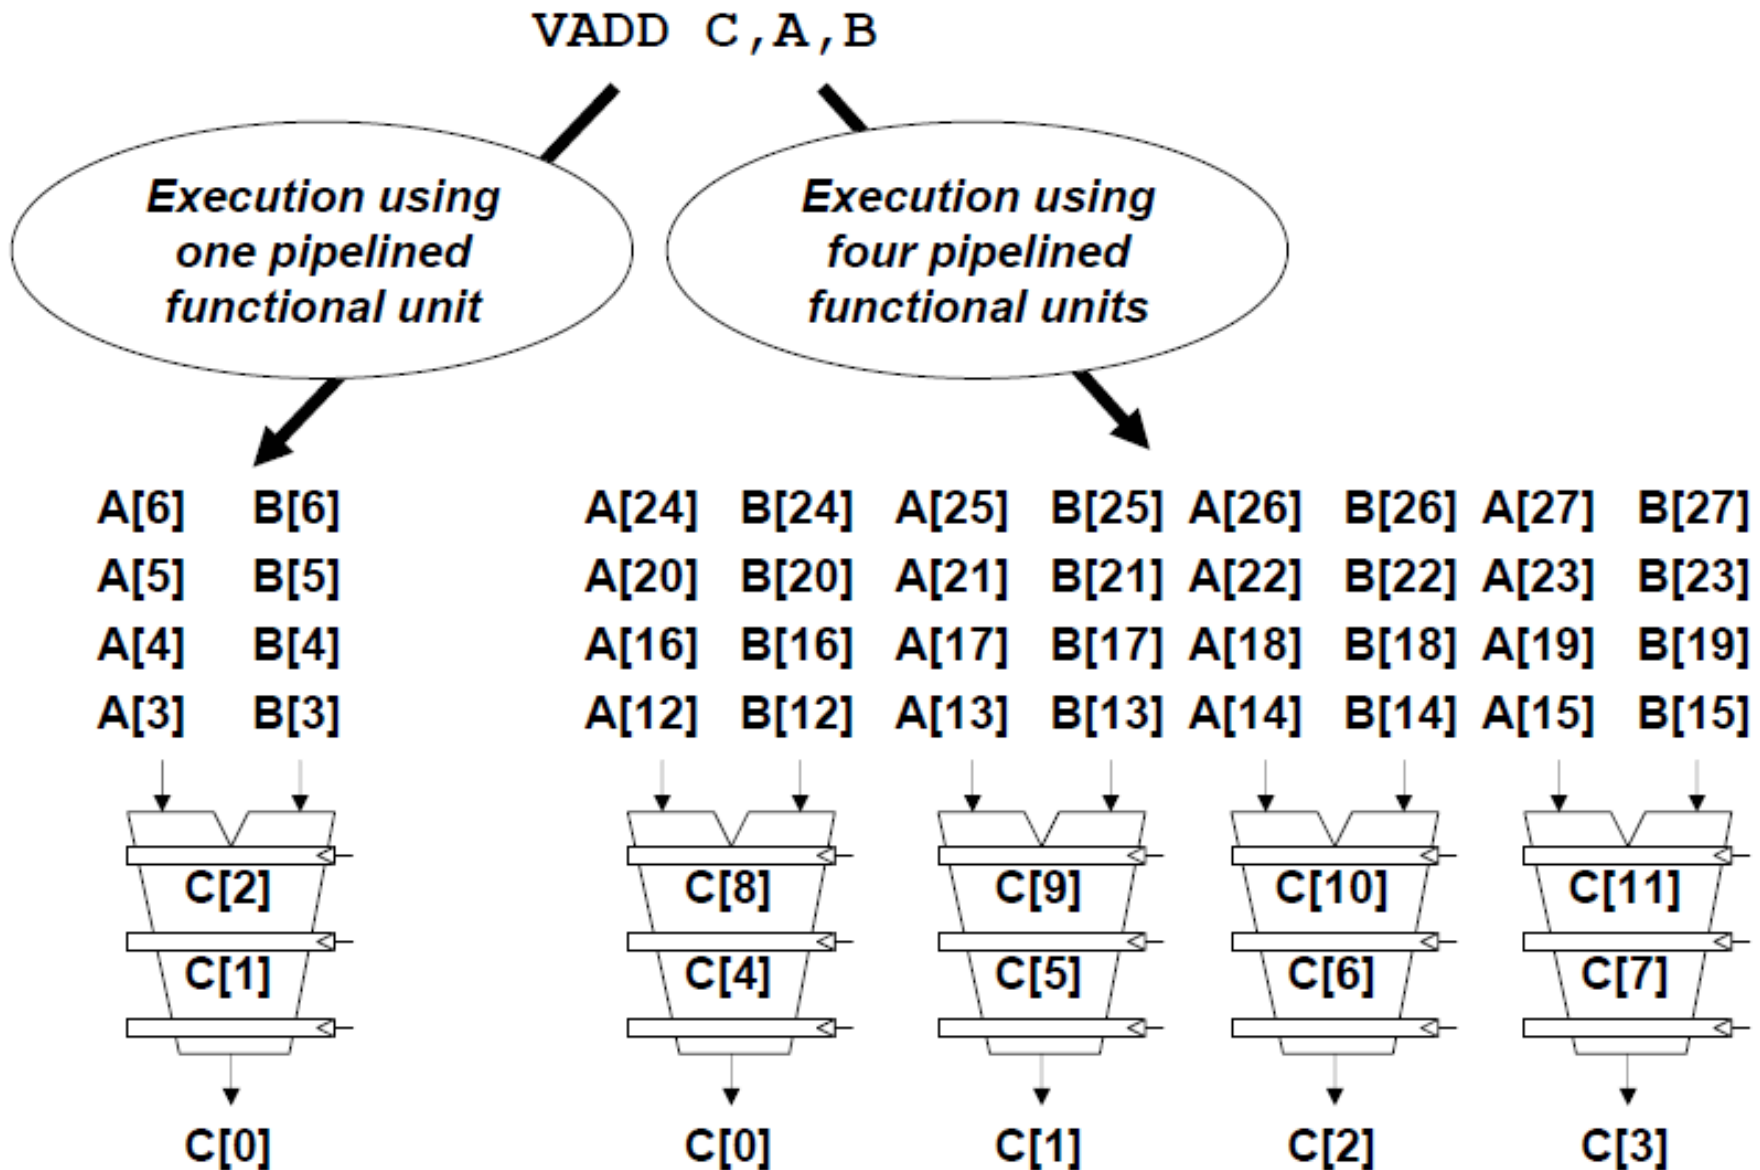 VADD C,A,B
Execution using
one pipelined
functional unit
Execution using
four pipelined
functional units
A[6] B[6] A[24] B[24] A[25] B[25] A[26] B[26] A[27] B[27]
A[5] B[5] A[20] B[20] A[21] B[21] A[22] B[22] A[23] B[23]
A[4] B[4] A[16] B[16] A[17] B[17] A[18] B[18] A[19] B[19]
A[3] B[3] A[12] B[12] A[13] B[13] A[14] B[14] A[15] B[15]
C[2] C[8] C[9] C[10] C[11]
C[1] C[4] C[5] C[6] C[7]
C[0] C[0] C[1] C[2] C[3]